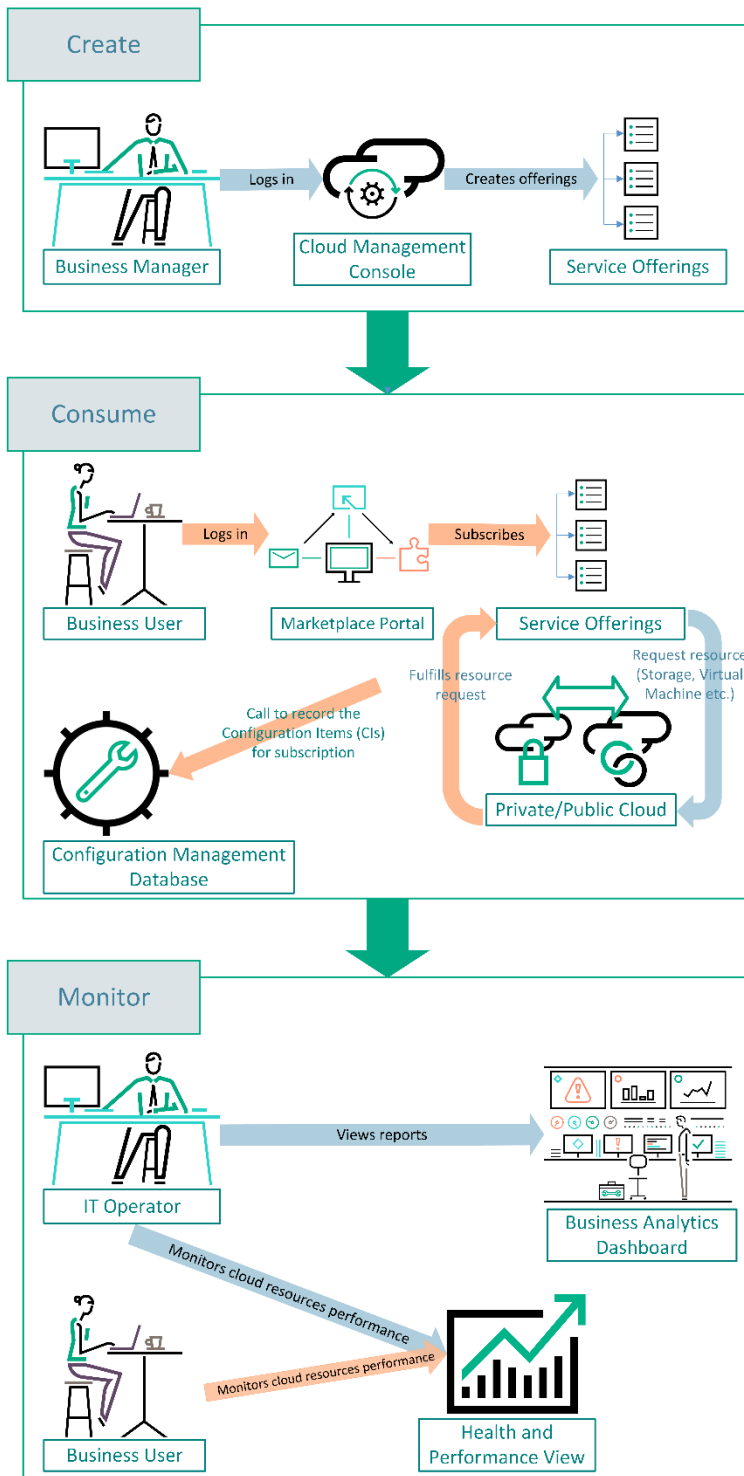 Create
Logs in
Creates offerings
Business Manager
Cloud Management
Console
Service Offerings
Consume
Logs in
Subscribes
Business User
Marketplace Portal
Service Offerings
Fulfills resource
request
Request resource
(Storage, Virtual
Machine etc.)
Call to record the
Configuration Items (CIs)
for subscription
Private/Public Cloud
Configuration Management
Database
Monitor
Views reports
IT Operator
Business Analytics
Dashboard
Monitors cloud resources performance
Monitors cloud resources performance
Business User
Health and
Performance View